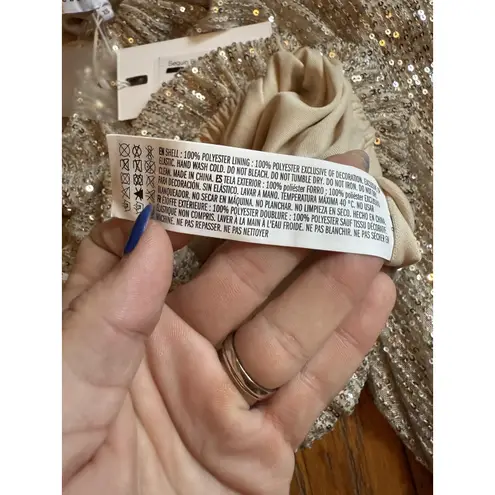 Sequin
EN SHELL : 100% POLYESTER LINING : 100% POLYESTER EXCLUSIVE OF DECORATION,
ELASTIC. HAND WASH COLD. DO NOT BLEACH. DO NOT TUMBLE DRY. DO NOT IRON. DO NOT
CLEAN. MADE IN CHINA. ES TELA EXTERIOR : 100% poliéster FORRO : 100% poliéster
PARA DECORACIÓN, SIN ELÁSTICO. LAVAR A MANO. TEMPERATURA MÁXIMA 40 °C. NO USAR
BLANQUEADOR. NO SECAR EN MÁQUINA. NO PLANCHAR. NO LIMPIEZA EN SECO. HECHO EN CHINA.
FR ÉTOFFE EXTÉRIEURE : 100% POLYESTER DOUBLURE : 100% POLYESTER SAUF TISSU DÉCORATIF
NON COMPRIS. LAVER À LA MAIN À L'EAU FROIDE. NE PAS BLANCHIR. NE PAS SÉCHER EN
NE PAS REPASSER. NE PAS NETTOYER